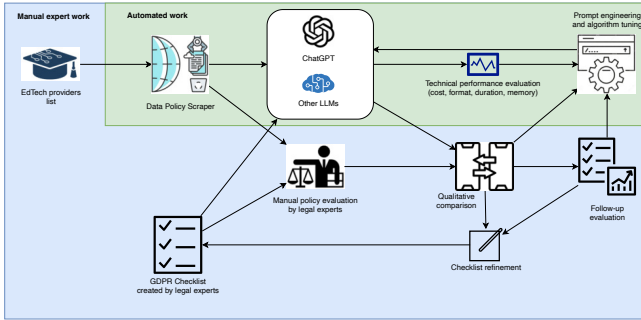 Manual expert work
Automated work
Prompt engineering
and algorithm tuning
ChatGPT
Other LLMs
EdTech providers
list
Data Policy Scraper
Technical performance evaluation
(cost, format, duration, memory)
Manual policy evaluation
by legal experts
Qualitative
comparison
Follow-up
evaluation
GDPR Checklist
created by legal experts
Checklist refinement